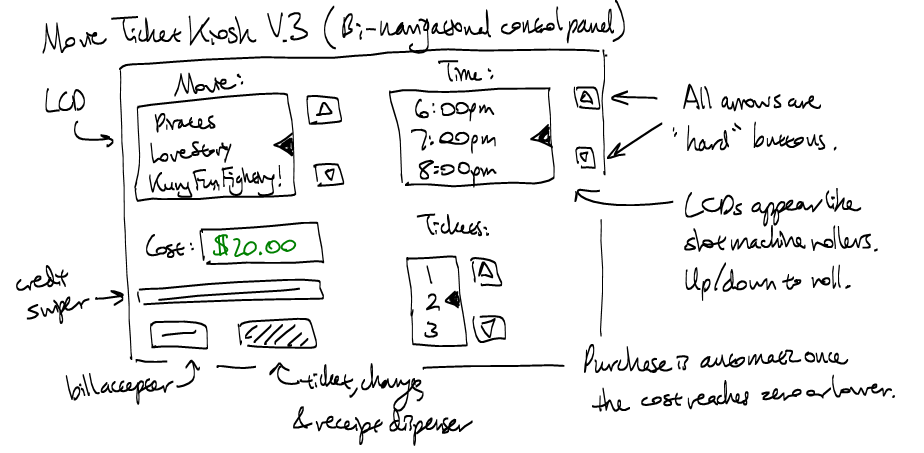 Movie Ticket Kiosk V.3 (Bi-navigational control panel)
LCD
Movie:
Pirates
LoveStory
Kung Fun Fighteng!
Time:
6:00pm
7:00pm
8:00pm
All arrows are
"hard" buttons.
LCDs appear like
slot machine rollers.
Up/down to roll.
Cost: $20.00
Tickets:
1
2
3
credit
swiper
bill accepter
ticket, change,
& receipt dispenser
Purchase is automatic once
the cost reaches zero or lower.